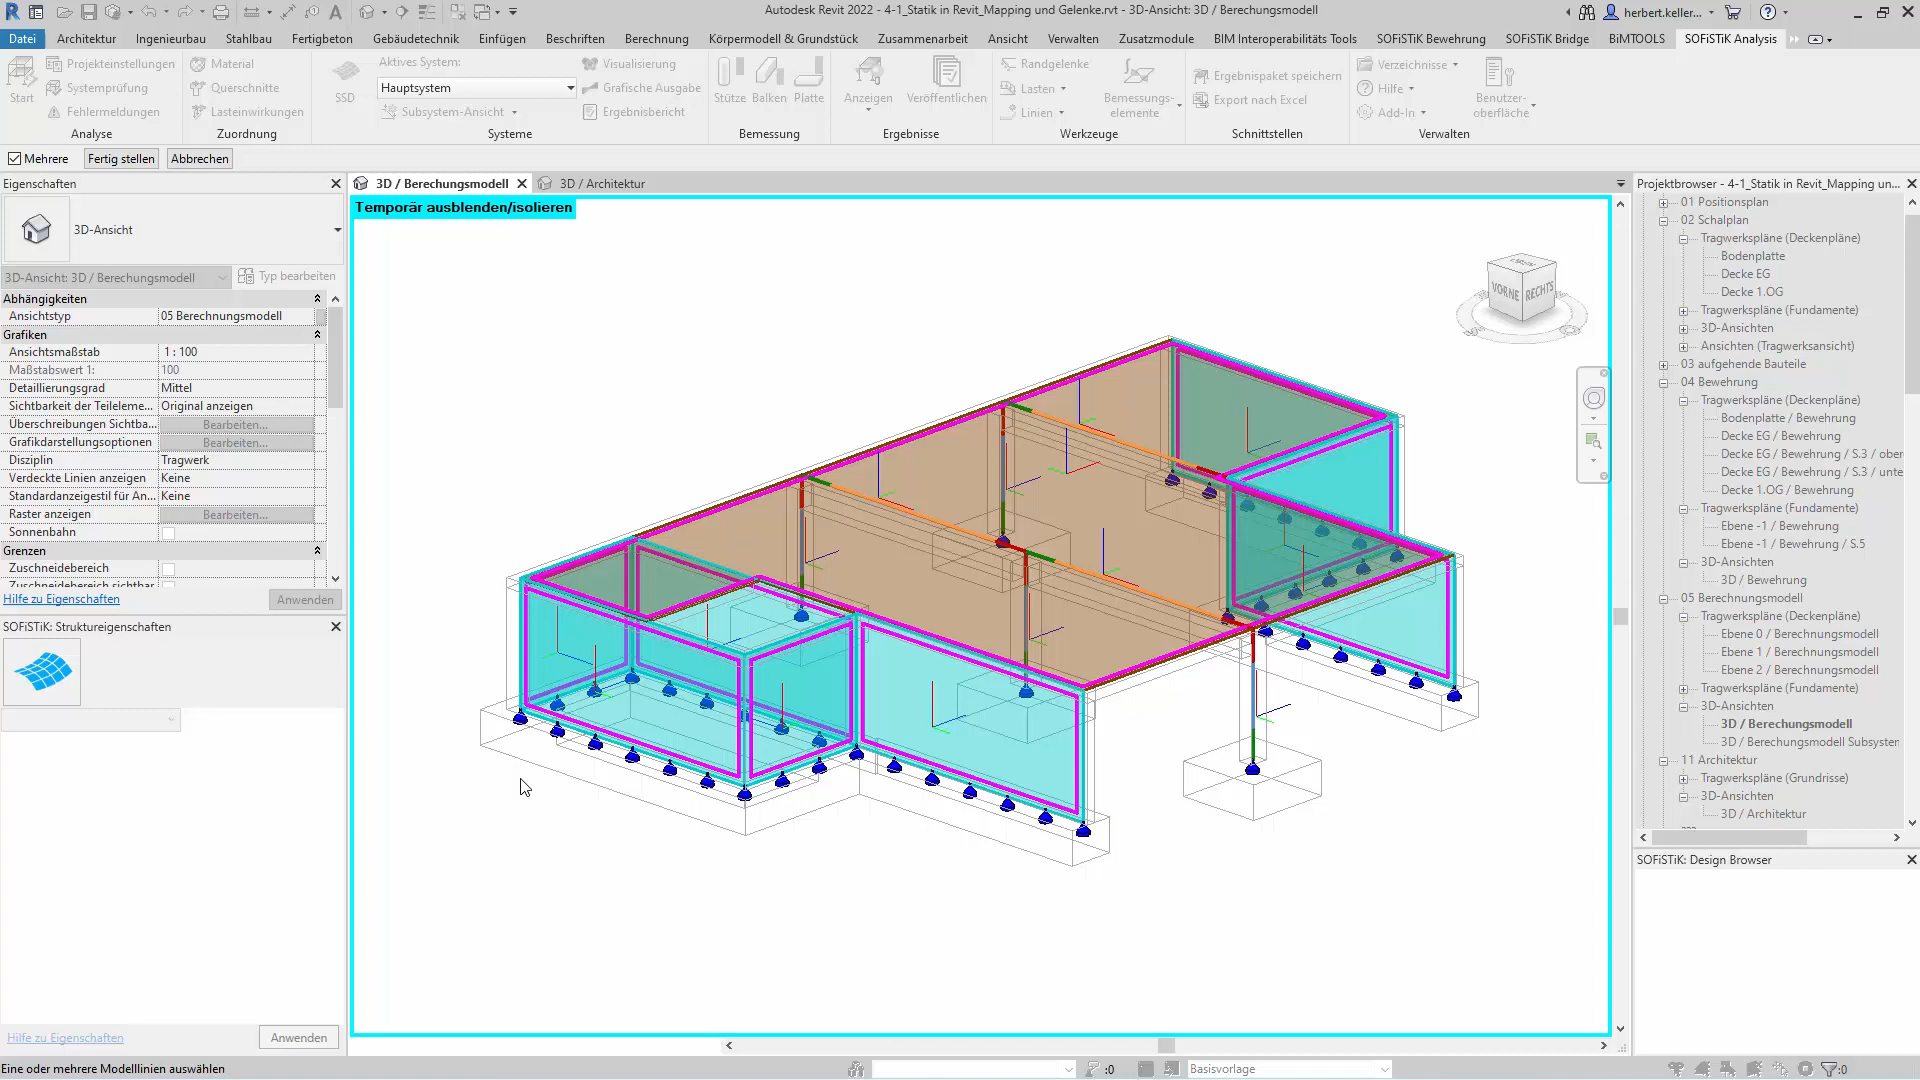 Autodesk Revit 2022 - 4-1_Statik in Revit_Mapping und Gelenke.rvt - 3D-Ansicht: 3D / Berechungsmodell
herbert.keller...
Datei Architektur Ingenieurbau Stahlbau Fertigbeton Gebäudetechnik Einfügen Beschriften Berechnung Körpermodell & Grundstück Zusammenarbeit Ansicht Verwalten Zusatzmodule BIM Interoperabilitäts Tools SOFiSTiK Bewehrung SOFiSTiK Bridge BiMTOOLS SOFiSTiK Analysis
Start
Projekteinstellungen
Systemprüfung
Fehlermeldungen
Analyse
Material
Querschnitte
Lasteinwirkungen
Zuordnung
SSD
Aktives System:
Hauptsystem
Subsystem-Ansicht
Visualisierung
Grafische Ausgabe
Ergebnisbericht
Systeme
Stütze Balken Platte
Bemessung
Anzeigen Veröffentlichen
Ergebnisse
Randgelenke
Lasten
Linien
Bemessungs-
elemente
Werkzeuge
Ergebnispaket speichern
Export nach Excel
Schnittstellen
Verzeichnisse
Hilfe
Add-In
Benutzer-
oberfläche
Verwalten
Mehrere Fertig stellen Abbrechen
Eigenschaften
3D-Ansicht
3D-Ansicht: 3D / Berechungsmodell Typ bearbeiten
Abhängigkeiten
Ansichtstyp 05 Berechnungsmodell
Grafiken
Ansichtsmaßstab 1 : 100
Maßstabswert 1: 100
Detaillierungsgrad Mittel
Sichtbarkeit der Teileleme... Original anzeigen
Überschreibungen Sichtba... Bearbeiten...
Grafikdarstellungsoptionen Bearbeiten...
Disziplin Tragwerk
Verdeckte Linien anzeigen Keine
Standardanzeigestil für An... Keine
Raster anzeigen Bearbeiten...
Sonnenbahn
Grenzen
Zuschneidebereich
Zuschneidebereich sichtbar
Hilfe zu Eigenschaften Anwenden
SOFiSTiK: Struktureigenschaften
Hilfe zu Eigenschaften Anwenden
3D / Berechungsmodell 3D / Architektur
Temporär ausblenden/isolieren
VORNE RECHTS
Projektbrowser - 4-1_Statik in Revit_Mapping un...
01 Positionsplan
02 Schalplan
Tragwerkspläne (Deckenpläne)
Bodenplatte
Decke EG
Decke 1.OG
Tragwerkspläne (Fundamente)
3D-Ansichten
Ansichten (Tragwerksansicht)
03 aufgehende Bauteile
04 Bewehrung
Tragwerkspläne (Deckenpläne)
Bodenplatte / Bewehrung
Decke EG / Bewehrung
Decke EG / Bewehrung / S.3 / ober
Decke EG / Bewehrung / S.3 / unte
Decke 1.OG / Bewehrung
Tragwerkspläne (Fundamente)
Ebene -1 / Bewehrung
Ebene -1 / Bewehrung / S.5
3D-Ansichten
3D / Bewehrung
05 Berechnungsmodell
Tragwerkspläne (Deckenpläne)
Ebene 0 / Berechnungsmodell
Ebene 1 / Berechnungsmodell
Ebene 2 / Berechnungsmodell
Tragwerkspläne (Fundamente)
3D-Ansichten
3D / Berechungsmodell
3D / Berechungsmodell Subsysten
11 Architektur
Tragwerkspläne (Grundrisse)
3D-Ansichten
3D / Architektur
SOFiSTiK: Design Browser
Eine oder mehrere Modelllinien auswählen
:0
Basisvorlage
:0